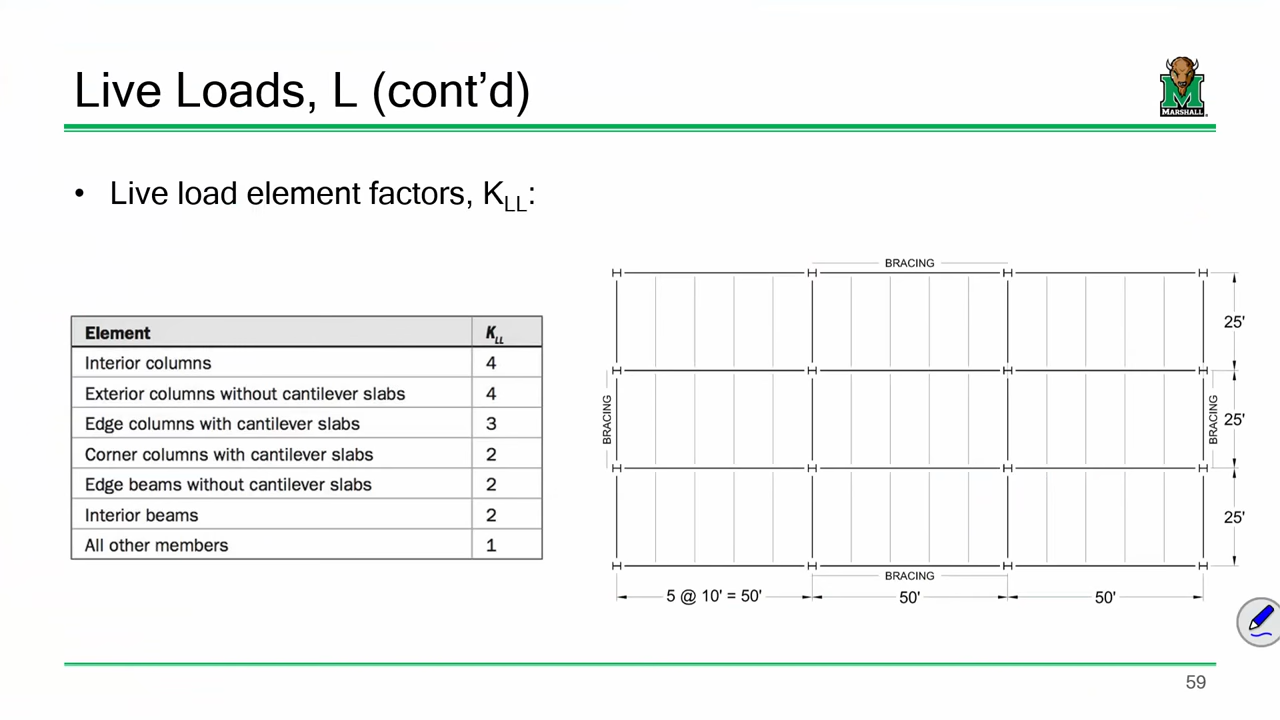 Live Loads, L (cont’d)
MARSHALL
• Live load element factors, K_LL:
Element K_LL
Interior columns 4
Exterior columns without cantilever slabs 4
Edge columns with cantilever slabs 3
Corner columns with cantilever slabs 2
Edge beams without cantilever slabs 2
Interior beams 2
All other members 1
BRACING
25'
BRACING
25'
BRACING
25'
BRACING
5 @ 10' = 50'
50'
50'
59